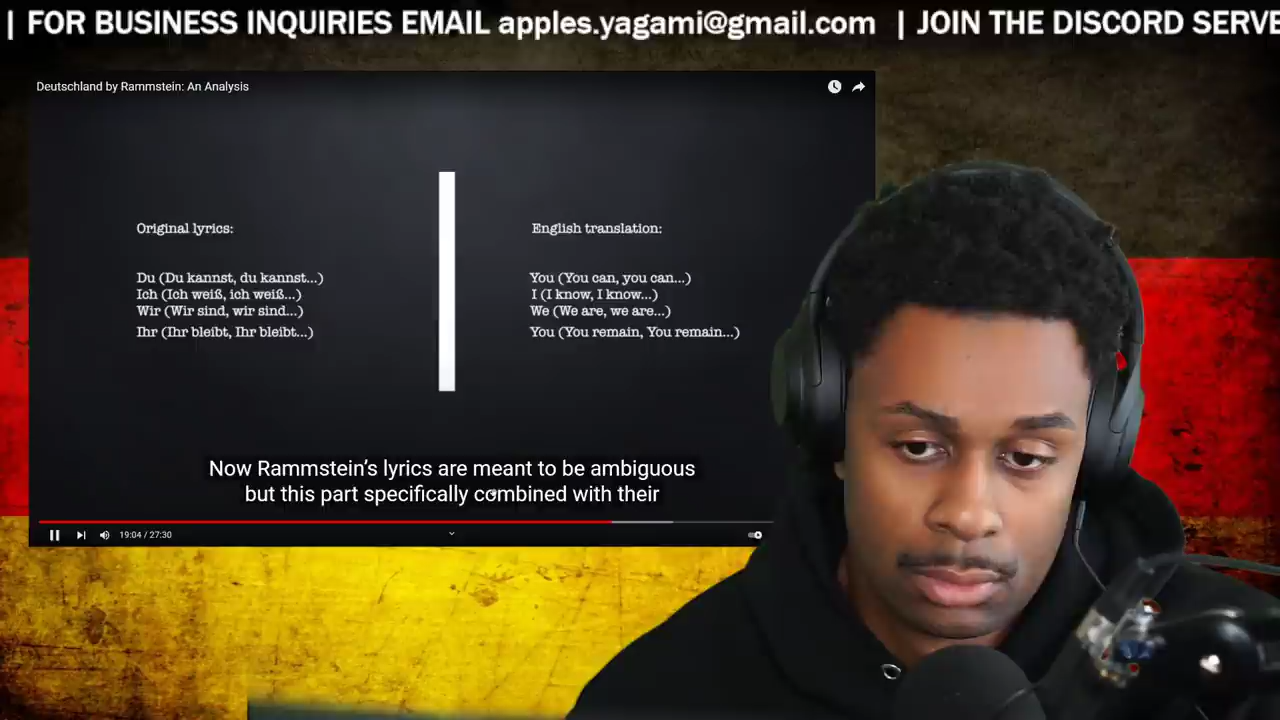 | FOR BUSINESS INQUIRIES EMAIL apples.yagami@gmail.com | JOIN THE DISCORD SERVE
Deutschland by Rammstein: An Analysis
Original lyrics:
Du (Du kannst, du kannst...)
Ich (Ich weiß, ich weiß...)
Wir (Wir sind, wir sind...)
Ihr (Ihr bleibt, Ihr bleibt...)
English translation:
You (You can, you can...)
I (I know, I know...)
We (We are, we are...)
You (You remain, You remain...)
Now Rammstein's lyrics are meant to be ambiguous
but this part specifically combined with their
19:04 / 27:30